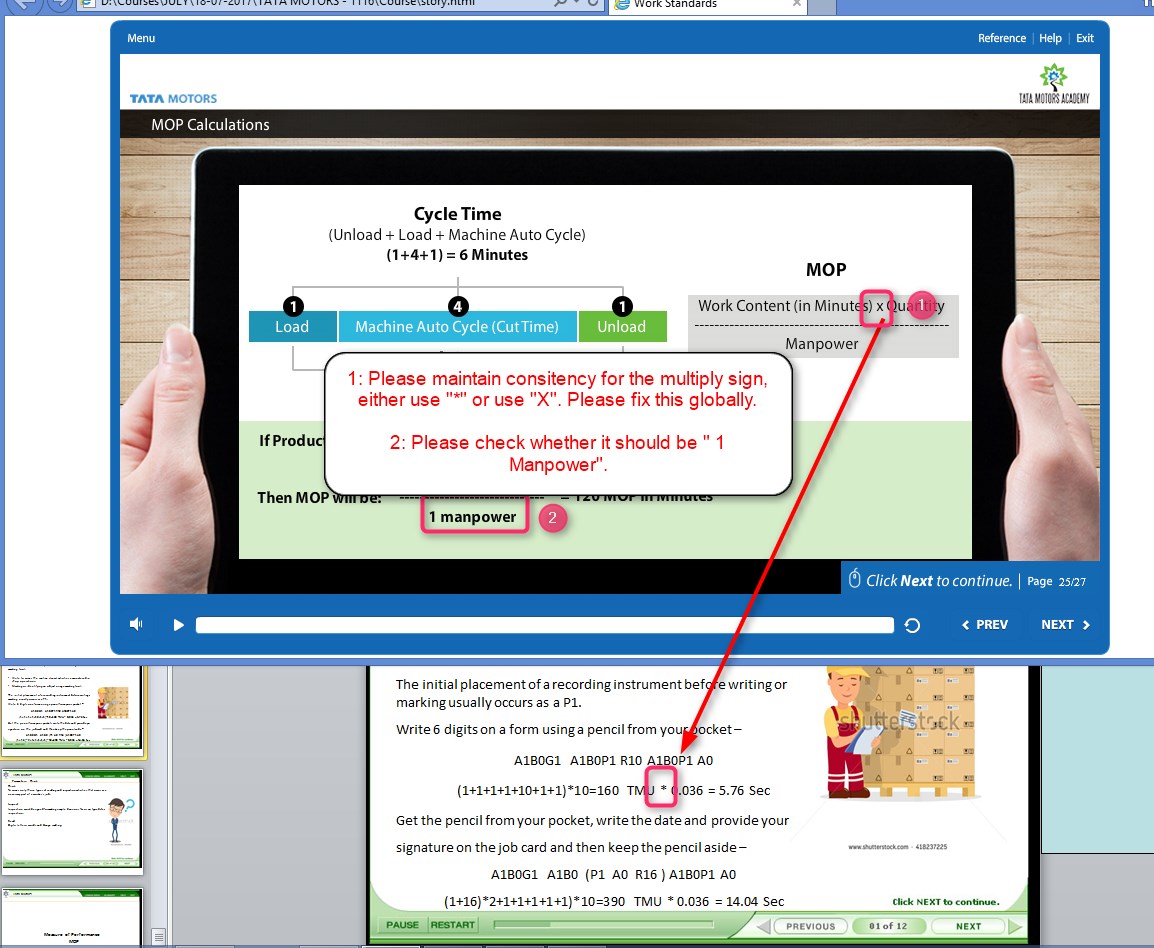 D:\Courses\JULY\18-07-2017\TATA MOTORS - 1116\Course\story.html
Work Standards
Menu
Reference | Help | Exit
TATA MOTORS
TATA MOTORS ACADEMY
MOP Calculations
Cycle Time
(Unload + Load + Machine Auto Cycle)
(1+4+1) = 6 Minutes
MOP
1 4 1
Load Machine Auto Cycle (Cut Time) Unload
Work Content (in Minutes) x Quantity
1
--------------------------------------------------
Manpower
1: Please maintain consitency for the multiply sign,
either use "*" or use "X". Please fix this globally.
2: Please check whether it should be " 1
Manpower".
If Product
Then MOP will be: ----------------------------- = 120 MOP in Minutes
1 manpower 2
Click Next to continue. | Page 25/27
PREV NEXT
The initial placement of a recording instrument before writing or
marking usually occurs as a P1.
Write 6 digits on a form using a pencil from your pocket –
A1B0G1 A1B0P1 R10 A1B0P1 A0
(1+1+1+1+10+1+1)*10=160 TMU * 0.036 = 5.76 Sec
Get the pencil from your pocket, write the date and provide your
signature on the job card and then keep the pencil aside –
A1B0G1 A1B0 (P1 A0 R16 ) A1B0P1 A0
(1+16)*2+1+1+1+1+1)*10=390 TMU * 0.036 = 14.04 Sec
shutterstock
www.shutterstock.com · 418237225
Click NEXT to continue.
PAUSE RESTART PREVIOUS 01 of 12 NEXT
Measure of Performance
MOP